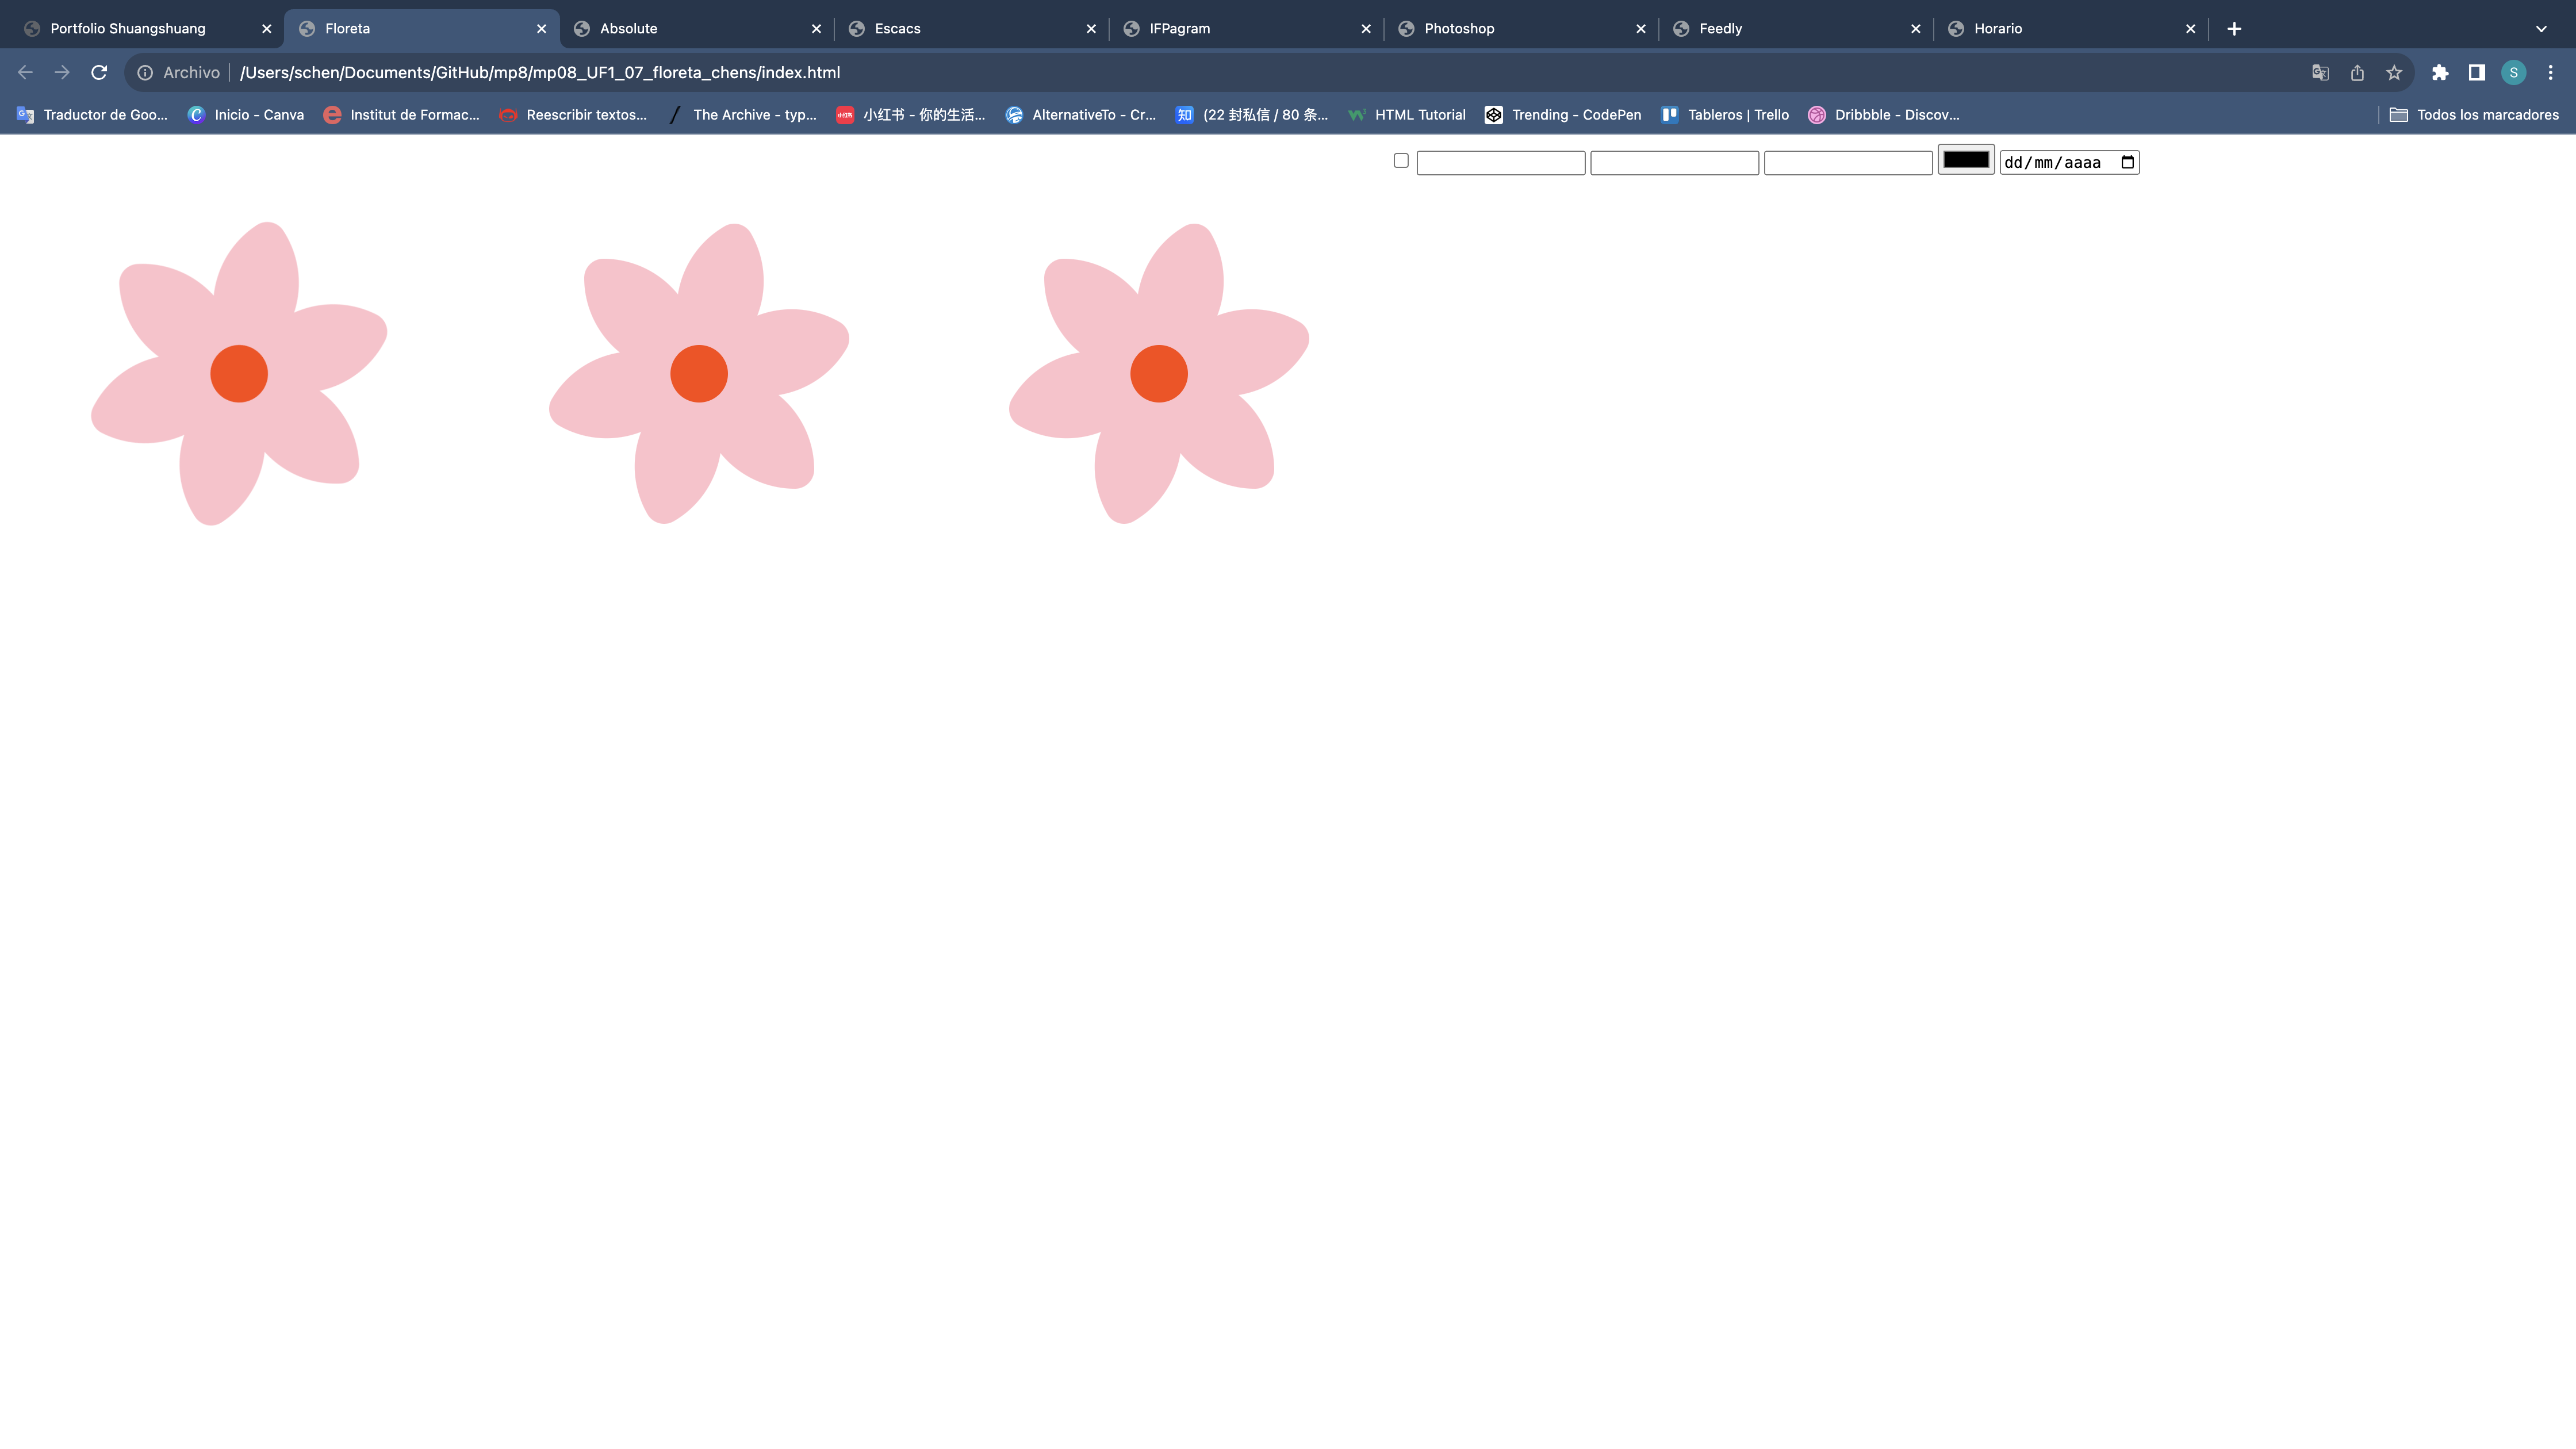 Portfolio Shuangshuang Floreta Absolute Escacs IFPagram Photoshop Feedly Horario
Archivo /Users/schen/Documents/GitHub/mp8/mp08_UF1_07_floreta_chens/index.html S
Traductor de Goo... Inicio - Canva Institut de Formac... Reescribir textos... The Archive - typ... 小红书 - 你的生活... AlternativeTo - Cr... 知 (22 封私信 / 80 条... HTML Tutorial Trending - CodePen Tableros | Trello Dribbble - Discov... Todos los marcadores
dd/mm/aaaa